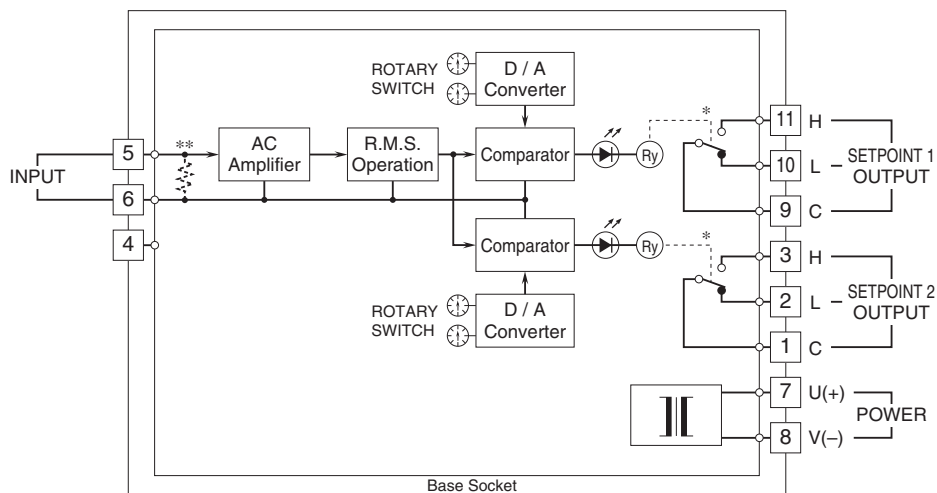 ROTARY
SWITCH
D / A
Converter
*
11
H
5
**
AC
Amplifier
R.M.S.
Operation
Comparator
Ry
10
L
SETPOINT 1
OUTPUT
INPUT
6
9
C
4
Comparator
Ry
*
3
H
2
L
SETPOINT 2
OUTPUT
ROTARY
SWITCH
D / A
Converter
1
C
7
U(+)
POWER
8
V(–)
Base Socket